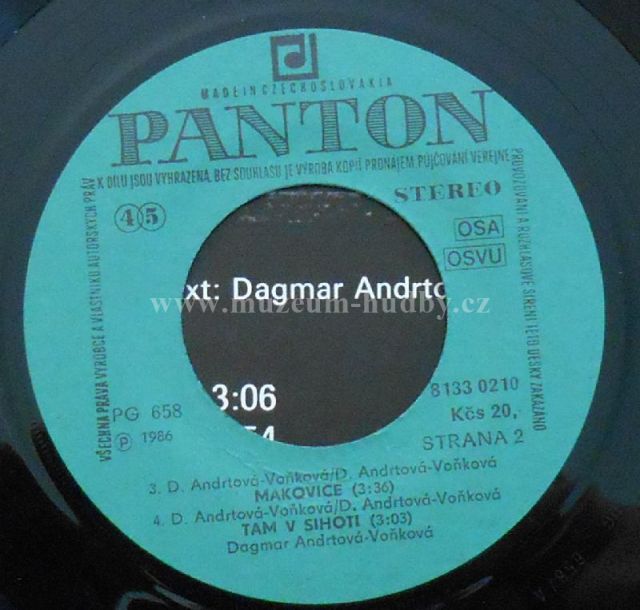 MADE IN CZECHOSLOVAKIA
PANTON
VŠECHNA PRÁVA VÝROBCE A VLASTNÍKU AUTORSKÝCH PRÁV K DÍLU JSOU VYHRAZENA. BEZ SOUHLASU JE VÝROBA KOPIÍ PRONÁJEM PŮJČOVÁNÍ VEŘEJNÉ PROVOZOVÁNÍ A ROZHLASOVÉ ŠÍŘENÍ TÉTO DESKY ZAKÁZÁNO
STEREO
45
OSA
OSVU
xt: Dagmar Andrto
www.muzeum-hudby.cz
3:06
54
8133 0210
PG 658
Kčs 20,-
Ⓟ 1986
STRANA 2
3. D. Andrtová-Voňková/D. Andrtová-Voňková
MAKOVICE (3:36)
4. D. Andrtová-Voňková/D. Andrtová-Voňková
TAM V SIHOTI (3:03)
Dagmar Andrtová-Voňková